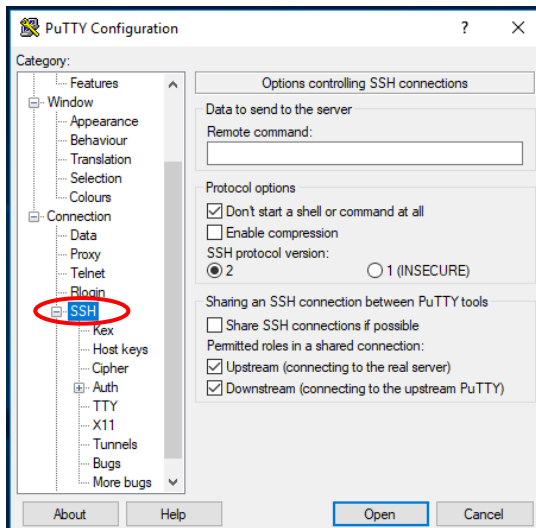 PuTTY Configuration
?
Category:
Features
Window
Appearance
Behaviour
Translation
Selection
Colours
Connection
Data
Proxy
Telnet
Rlogin
SSH
Kex
Host keys
Cipher
Auth
TTY
X11
Tunnels
Bugs
More bugs
Options controlling SSH connections
Data to send to the server
Remote command:
Protocol options
Don't start a shell or command at all
Enable compression
SSH protocol version:
2 1 (INSECURE)
Sharing an SSH connection between PuTTY tools
Share SSH connections if possible
Permitted roles in a shared connection:
Upstream (connecting to the real server)
Downstream (connecting to the upstream PuTTY)
About Help Open Cancel